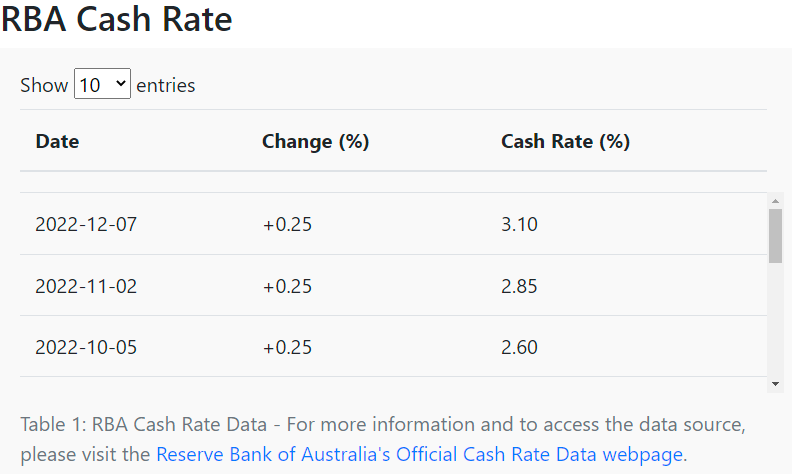 RBA Cash Rate
Show 10 entries
Date Change (%) Cash Rate (%)
2022-12-07 +0.25 3.10
2022-11-02 +0.25 2.85
2022-10-05 +0.25 2.60
Table 1: RBA Cash Rate Data - For more information and to access the data source,
please visit the Reserve Bank of Australia's Official Cash Rate Data webpage.